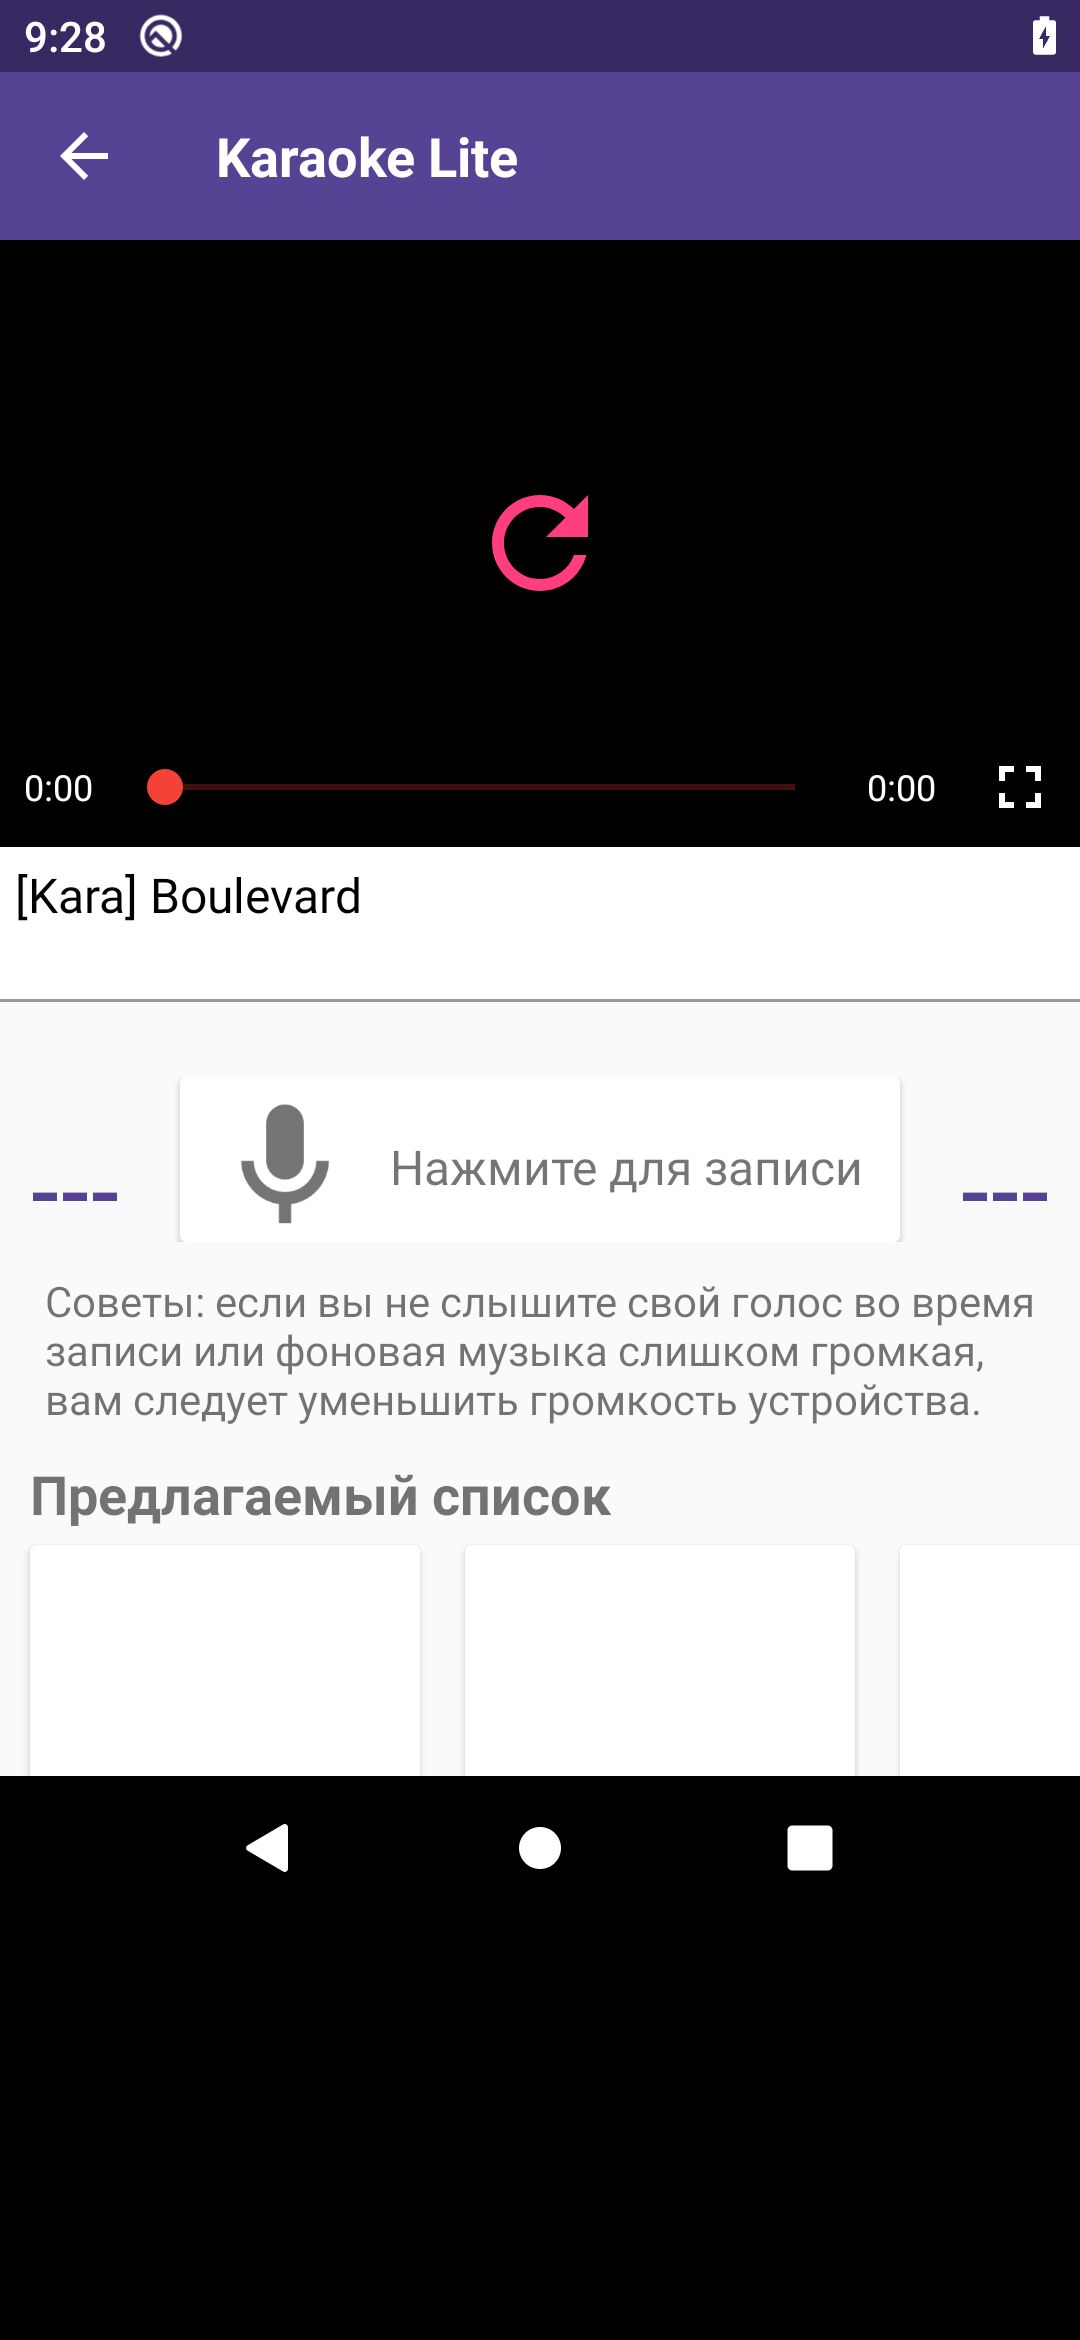 9:28
Karaoke Lite
0:00
0:00
[Kara] Boulevard
---
Нажмите для записи
---
Советы: если вы не слышите свой голос во время
записи или фоновая музыка слишком громкая,
вам следует уменьшить громкость устройства.
Предлагаемый список